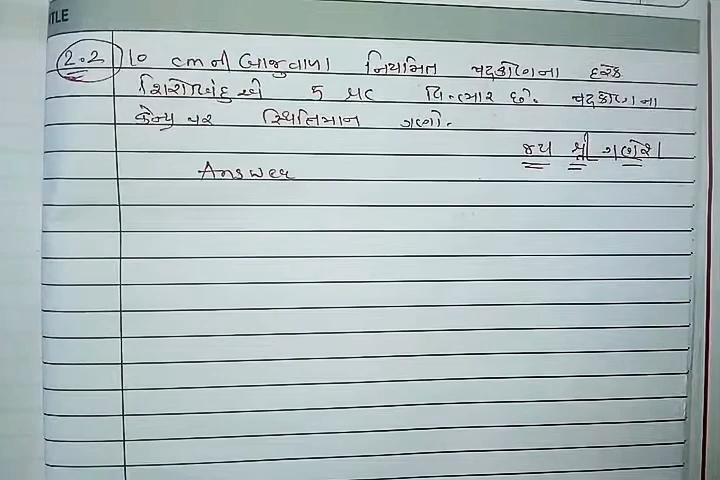 TLE
2.2 10 cm ની બાજુવાળા નિયમિત ષટ્કોણના દરેક
શિરોબિંદુએ 5 μC વિદ્યુતભાર છે. ષટ્કોણના
કેન્દ્ર પર સ્થિતિમાન ગણો.
જય શ્રી ગણેશ
Answer